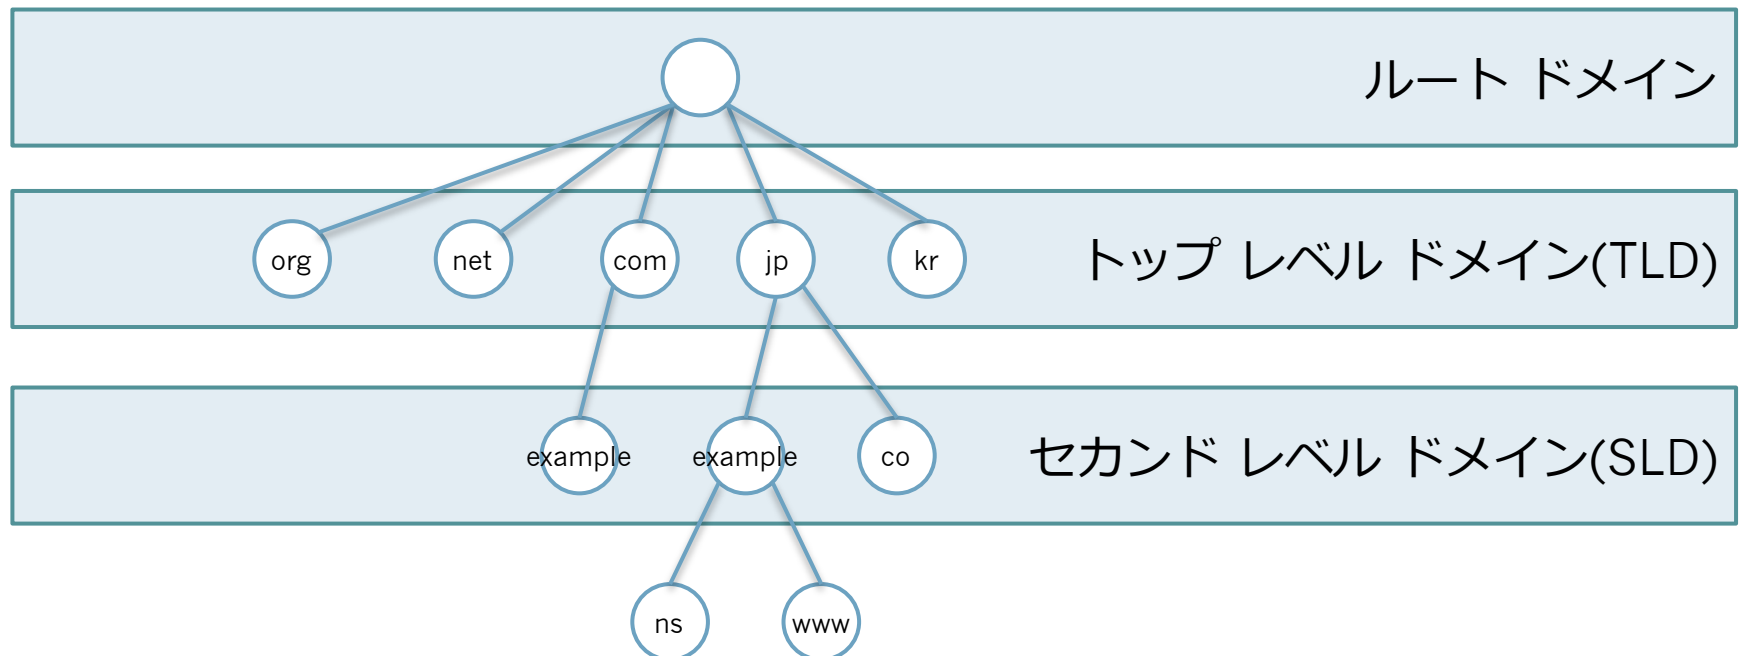 ルート ドメイン
org
net
com
jp
kr
トップ レベル ドメイン(TLD)
example
example
co
セカンド レベル ドメイン(SLD)
ns
www